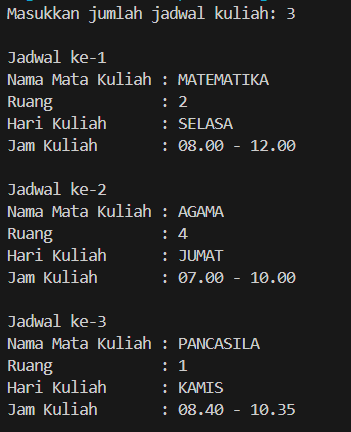 Masukkan jumlah jadwal kuliah: 3
Jadwal ke-1
Nama Mata Kuliah : MATEMATIKA
Ruang : 2
Hari Kuliah : SELASA
Jam Kuliah : 08.00 - 12.00
Jadwal ke-2
Nama Mata Kuliah : AGAMA
Ruang : 4
Hari Kuliah : JUMAT
Jam Kuliah : 07.00 - 10.00
Jadwal ke-3
Nama Mata Kuliah : PANCASILA
Ruang : 1
Hari Kuliah : KAMIS
Jam Kuliah : 08.40 - 10.35